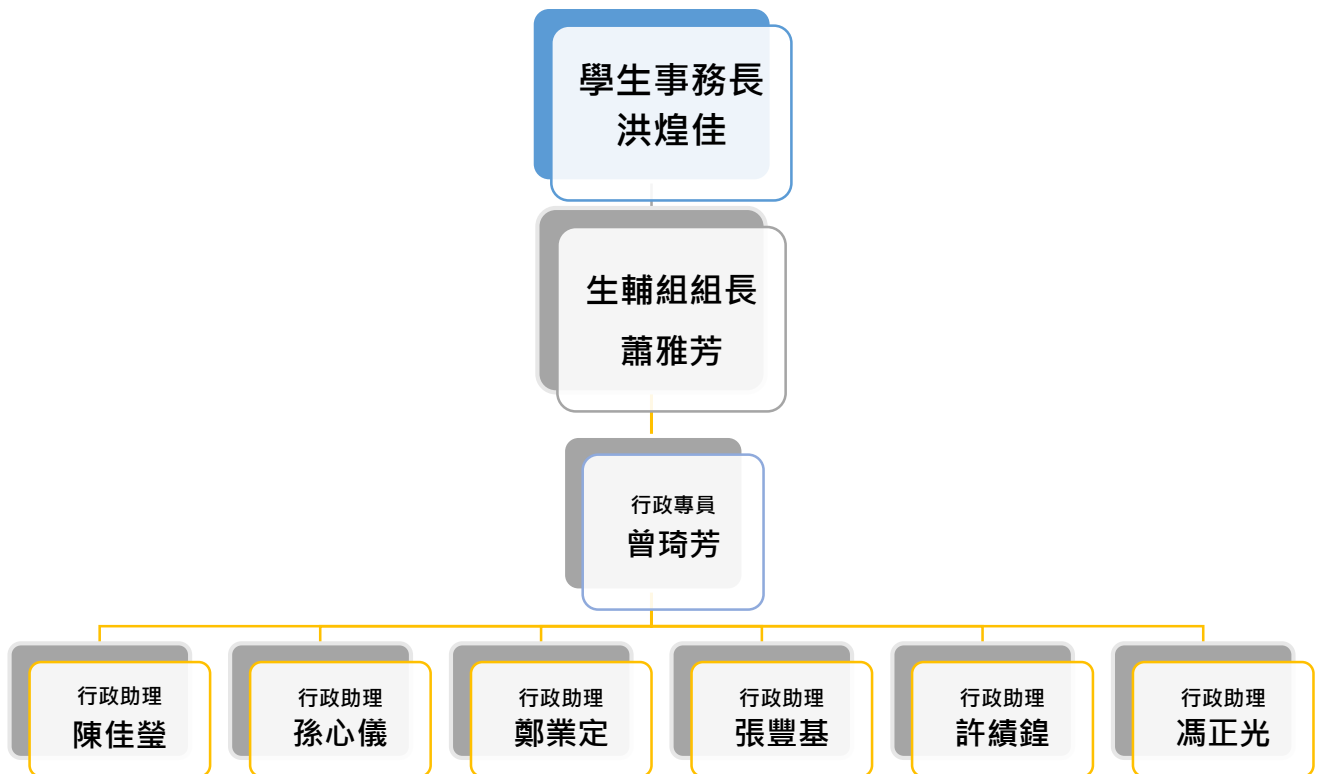 學生事務長
洪煌佳
生輔組組長
蕭雅芳
行政專員
曾琦芳
行政助理
陳佳瑩
行政助理
孫心儀
行政助理
鄭業定
行政助理
張豐基
行政助理
許績鍠
行政助理
馮正光